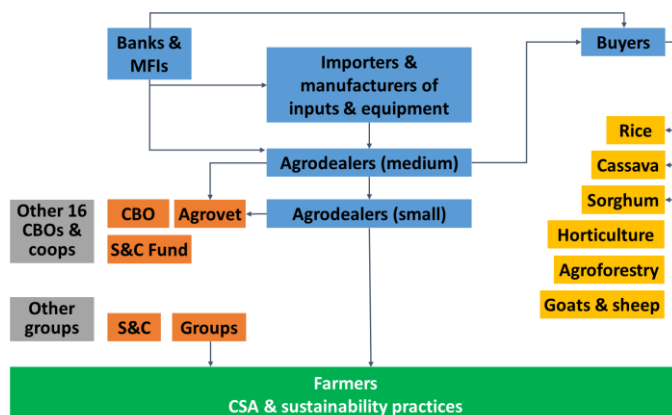 Banks &
MFIs
Buyers
Importers &
manufacturers of
inputs & equipment
Rice
Agrodealers (medium)
Cassava
Sorghum
Other 16
CBOs &
coops
CBO
Agrovet
Agrodealers (small)
Horticulture
S&C Fund
Agroforestry
Goats & sheep
Other
groups
S&C
Groups
Farmers
CSA & sustainability practices